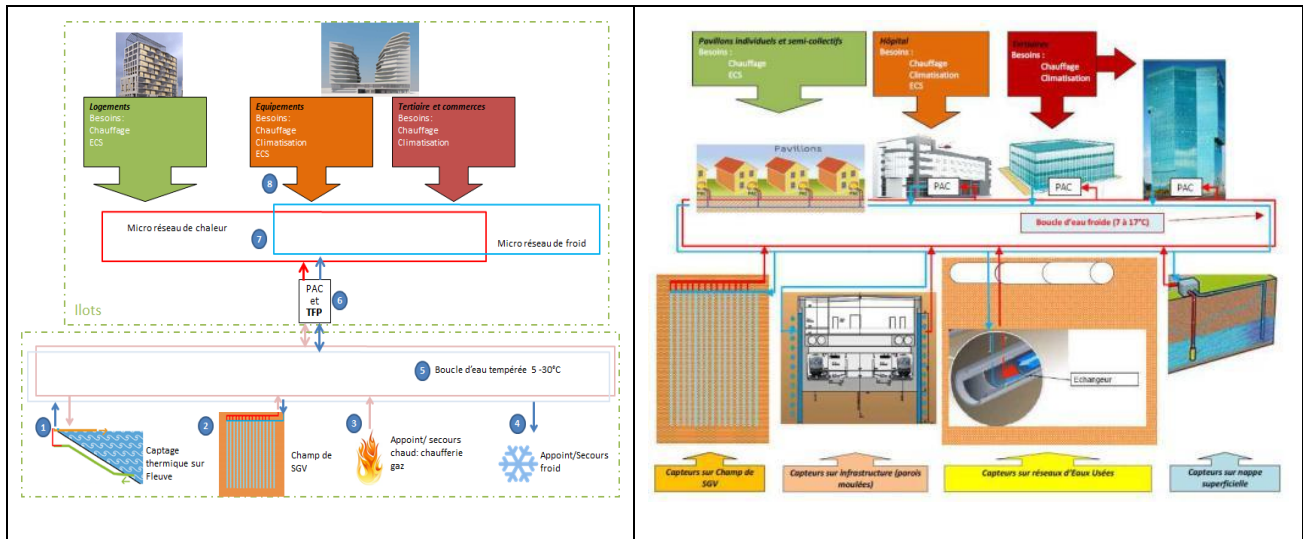 Logements
Besoins :
Chauffage
ECS
Equipements
Besoins :
Chauffage
Climatisation
ECS
Tertiaire et commerces
Besoins :
Chauffage
Climatisation
8
Micro réseau de chaleur
7
Micro réseau de froid
PAC
et
TFP
6
Ilots
5
Boucle d'eau tempérée 5 -30°C
1
Captage
thermique sur
Fleuve
2
Champ de
SGV
3
Appoint/ secours
chaud: chaufferie
gaz
4
Appoint/Secours
froid
Pavillons individuels et semi-collectifs
Besoins :
Chauffage
ECS
Hôpital
Besoins :
Chauffage
Climatisation
ECS
Tertiaires
Besoins :
Chauffage
Climatisation
Pavillons
PAC
PAC
PAC
Boucle d'eau froide (7 à 17°C)
Echangeur
Capteurs sur Champ de
SGV
Capteurs sur infrastructure (parois
moulées)
Capteurs sur réseaux d'Eaux Usées
Capteurs sur nappe
superficielle